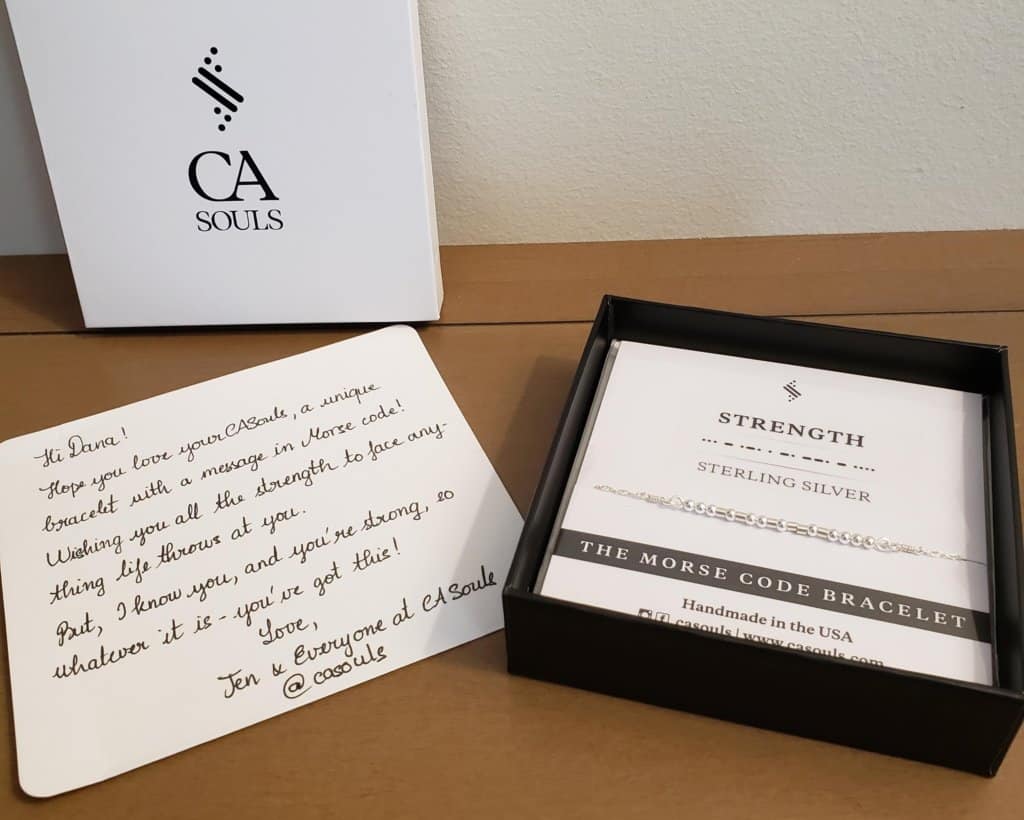 CA
SOULS
Hi Dana!
Hope you love your CASouls, a unique
bracelet with a message in Morse code!
Wishing you all the strength to face any-
thing life throws at you.
But, I know you, and you're strong, so
whatever it is - you've got this!
Love,
Jen & Everyone at CA Souls
@casouls
STRENGTH
... - .-. . -. --. - ....
STERLING SILVER
THE MORSE CODE BRACELET
Handmade in the USA
casouls | www.casouls.com